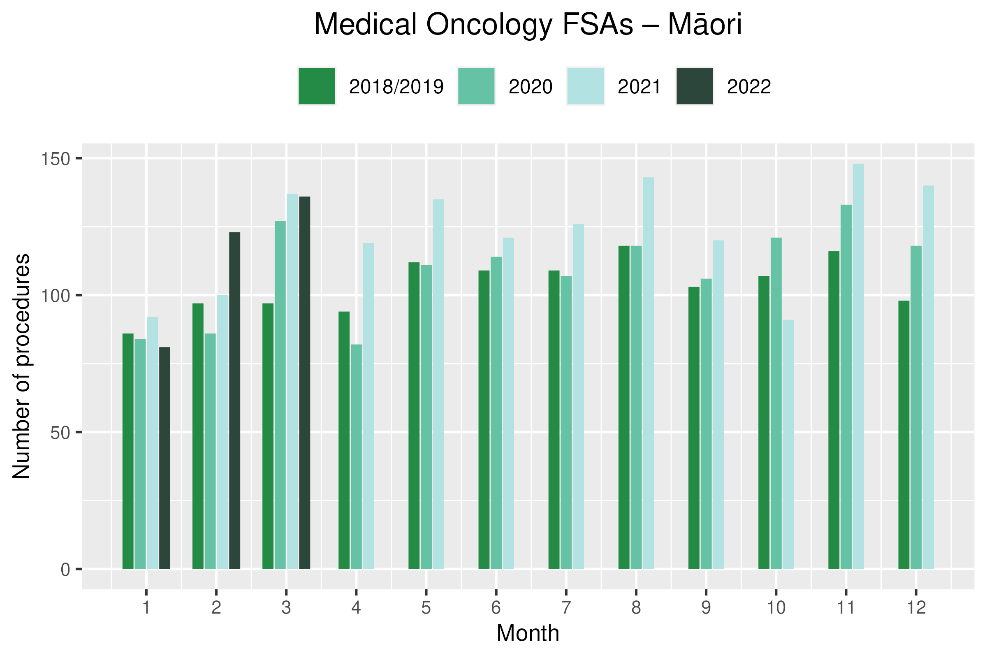 Medical Oncology FSAs – Māori
2018/2019 2020 2021 2022
Number of procedures
150
100
50
0
1 2 3 4 5 6 7 8 9 10 11 12
Month